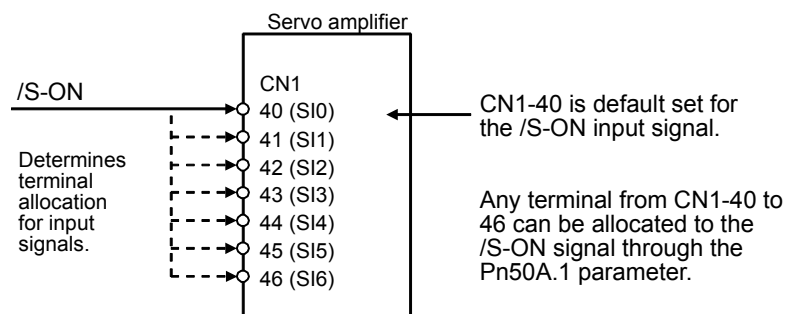 Servo amplifier
/S-ON
CN1
40 (SI0)
41 (SI1)
42 (SI2)
43 (SI3)
44 (SI4)
45 (SI5)
46 (SI6)
Determines
terminal
allocation
for input
signals.
CN1-40 is default set for
the /S-ON input signal.
Any terminal from CN1-40 to
46 can be allocated to the
/S-ON signal through the
Pn50A.1 parameter.